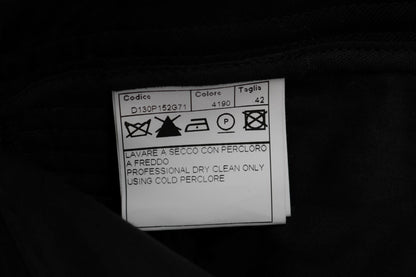 Codice Colore Taglia
D130P152G71 4190 42
P
LAVARE A SECCO CON PERCLORO
A FREDDO
PROFESSIONAL DRY CLEAN ONLY
USING COLD PERCLORE